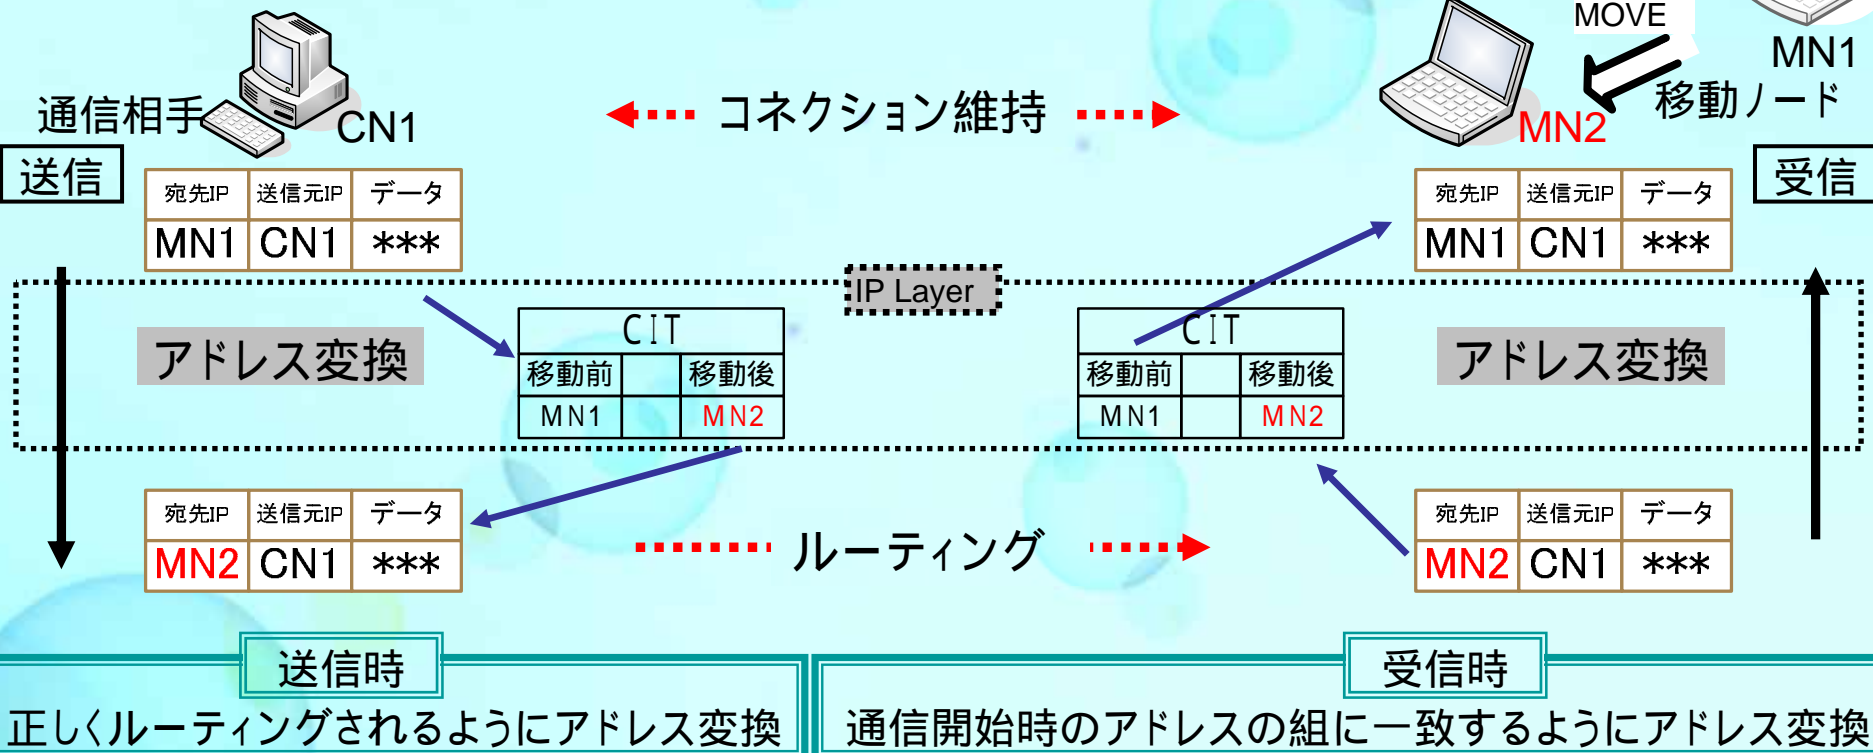 MOVE
MN1
移動ノード
通信相手
CN1
コネクション維持
MN2
送信
受信
宛先IP 送信元IP データ
MN1 CN1 ***
宛先IP 送信元IP データ
MN1 CN1 ***
IP Layer
アドレス変換
CIT
移動前 移動後
MN1 MN2
CIT
移動前 移動後
MN1 MN2
アドレス変換
宛先IP 送信元IP データ
MN2 CN1 ***
ルーティング
宛先IP 送信元IP データ
MN2 CN1 ***
送信時
正しくルーティングされるようにアドレス変換
受信時
通信開始時のアドレスの組に一致するようにアドレス変換